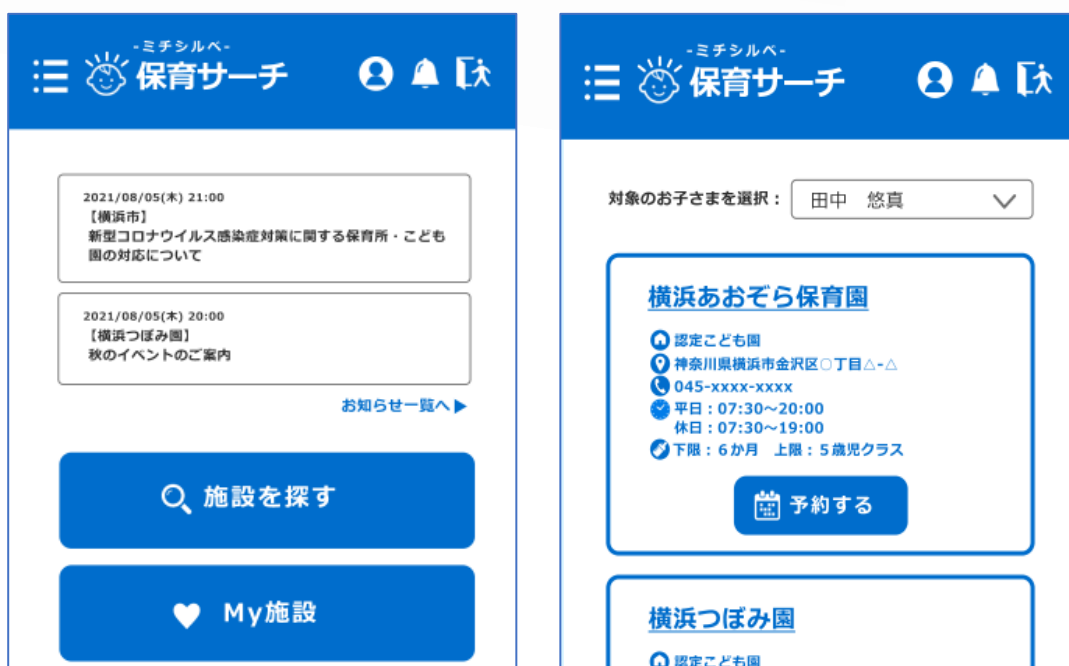 -ミチシルベ-
保育サーチ
2021/08/05(木) 21:00
【横浜市】
新型コロナウイルス感染症対策に関する保育所・こども
園の対応について
2021/08/05(木) 20:00
【横浜つぼみ園】
秋のイベントのご案内
お知らせ一覧へ▶
施設を探す
My施設
-ミチシルベ-
保育サーチ
対象のお子さまを選択： 田中　悠真
横浜あおぞら保育園
認定こども園
神奈川県横浜市金沢区○丁目△-△
045-xxxx-xxxx
平日：07:30～20:00
休日：07:30～19:00
下限：6か月　上限：5歳児クラス
予約する
横浜つぼみ園
認定こども園